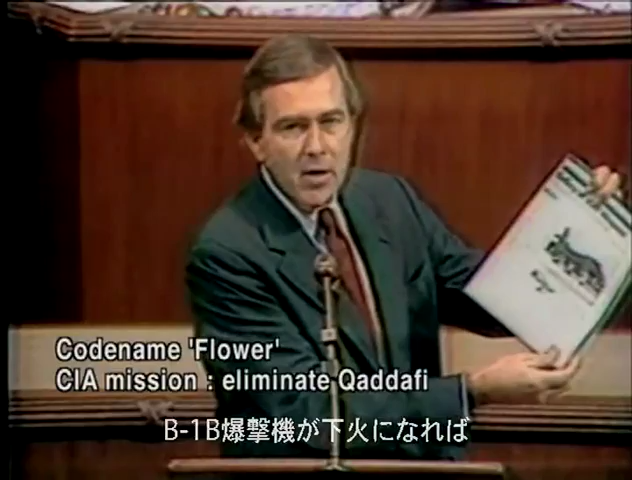 Codename 'Flower'
CIA mission : eliminate Qaddafi
B-1B爆撃機が下火になれば